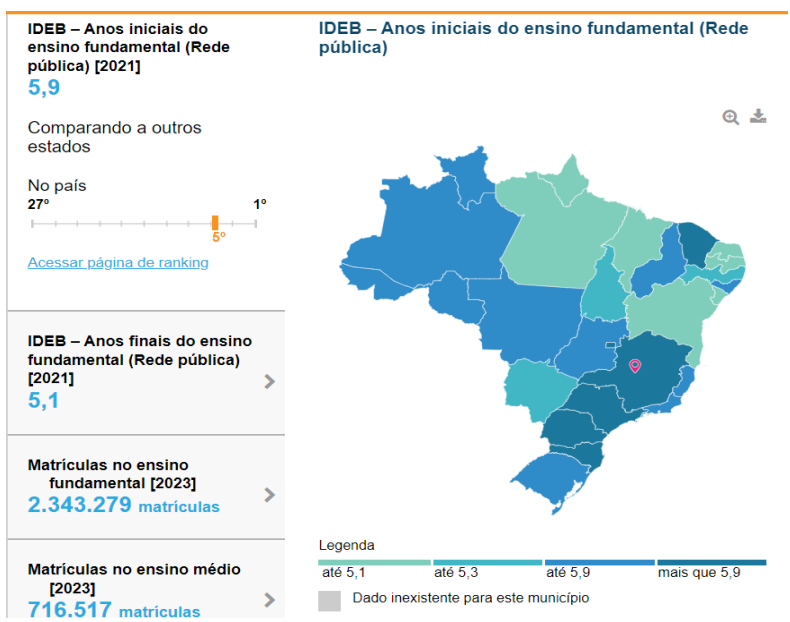 IDEB – Anos iniciais do
ensino fundamental (Rede
pública) [2021]
5,9
Comparando a outros
estados
No país
27º
1º
5º
Acessar página de ranking
IDEB – Anos finais do ensino
fundamental (Rede pública)
[2021]
5,1
Matrículas no ensino
fundamental [2023]
2.343.279 matrículas
Matrículas no ensino médio
[2023]
716.517 matrículas
IDEB – Anos iniciais do ensino fundamental (Rede
pública)
Legenda
até 5,1
até 5,3
até 5,9
mais que 5,9
Dado inexistente para este município